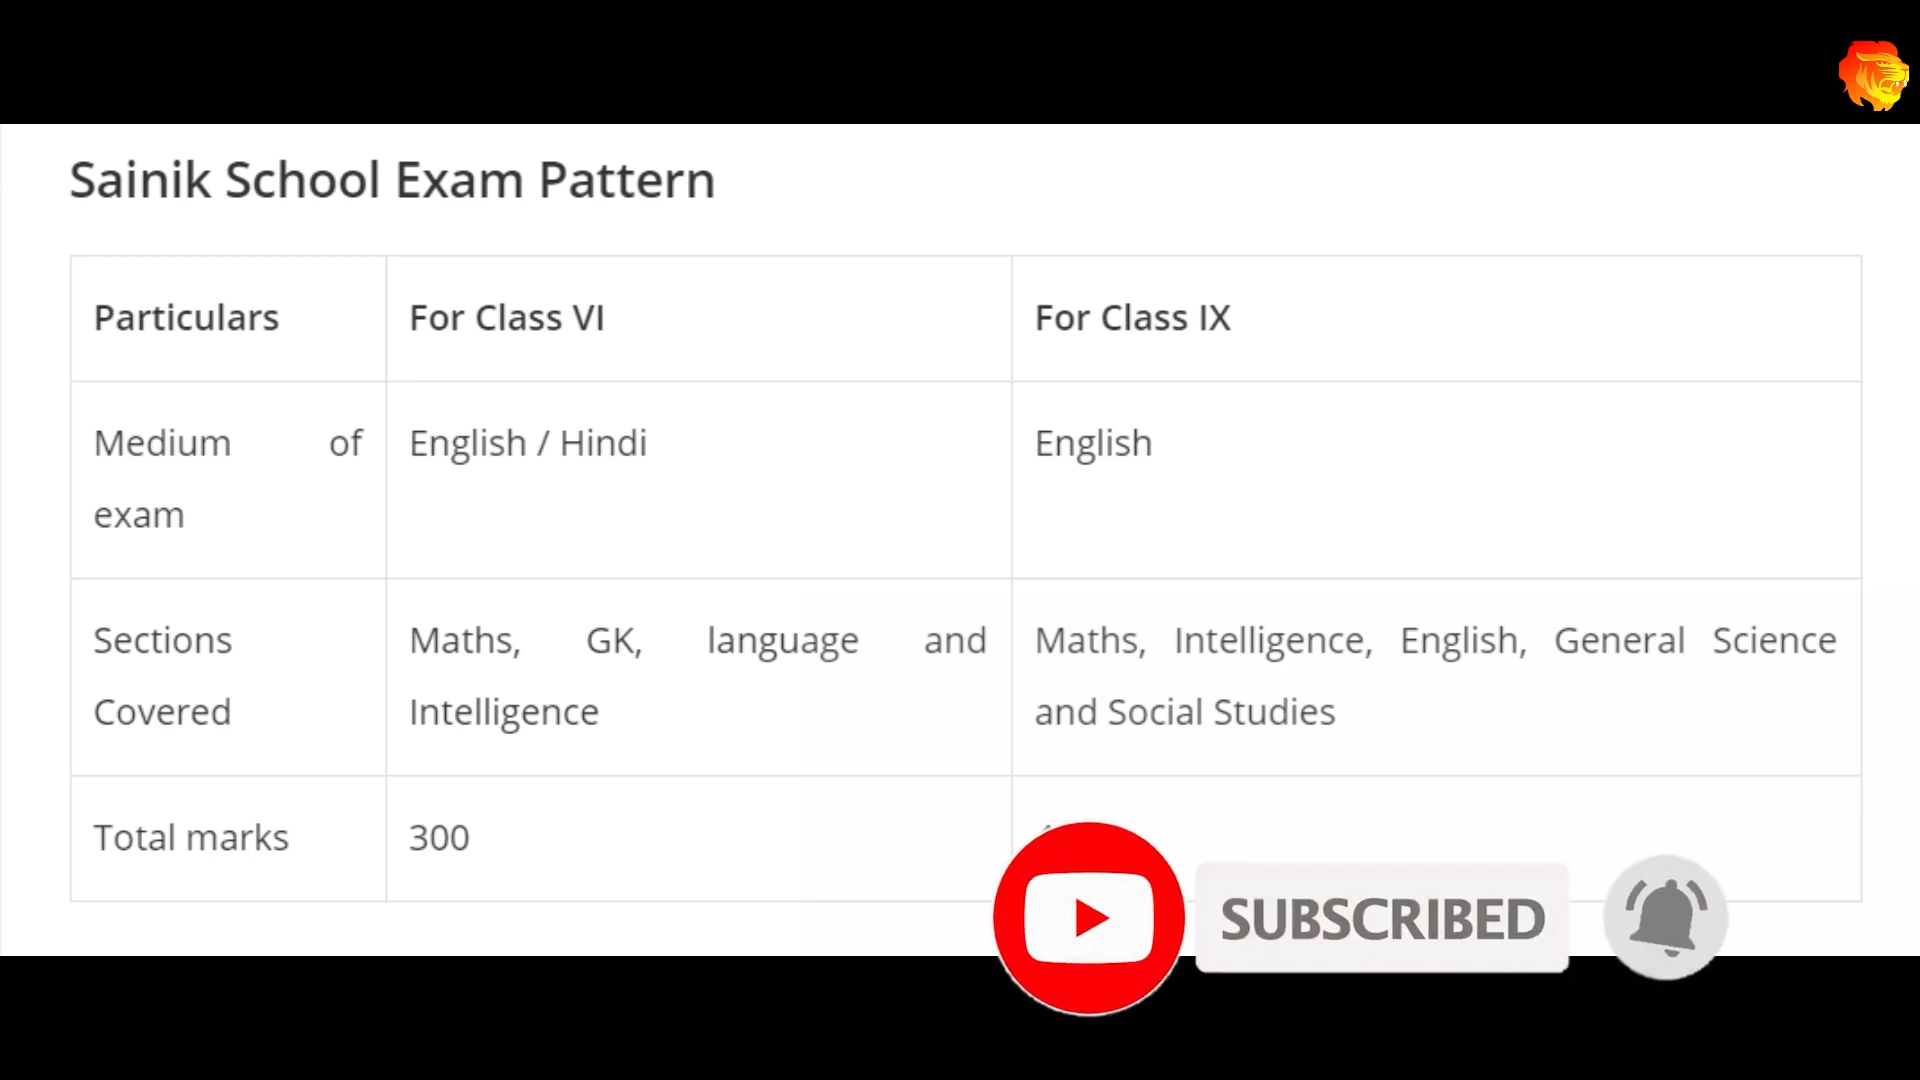 Sainik School Exam Pattern
Particulars For Class VI For Class IX
Medium of English / Hindi English
exam
Sections Maths, GK, language and Maths, Intelligence, English, General Science
Covered Intelligence and Social Studies
Total marks 300
SUBSCRIBED